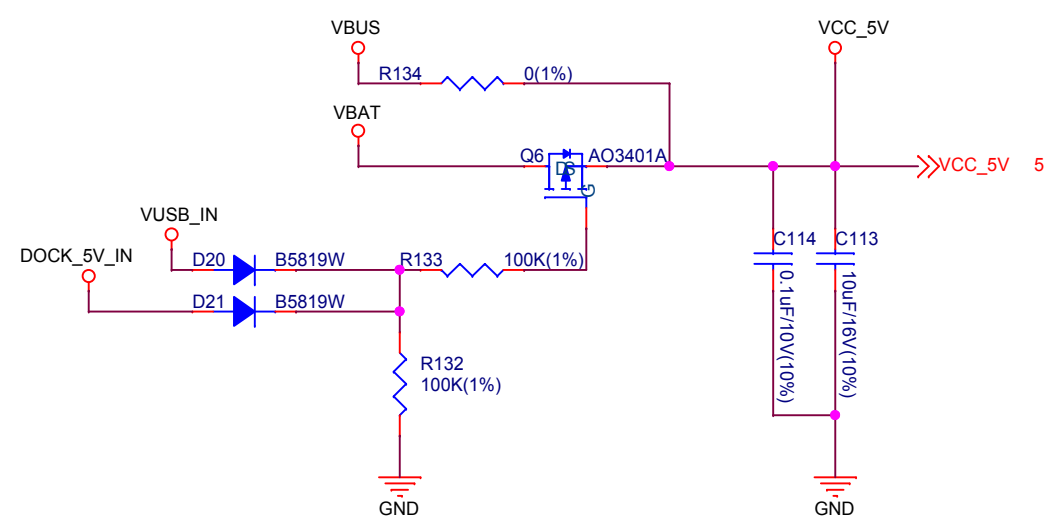 VBUS
VCC_5V
R134 0(1%)
VBAT
Q6 AO3401A
D S
G
VCC_5V 5
VUSB_IN
DOCK_5V_IN
D20 B5819W R133 100K(1%)
C114 C113
D21 B5819W
0.1uF/10V(10%)
10uF/16V(10%)
R132
100K(1%)
GND
GND